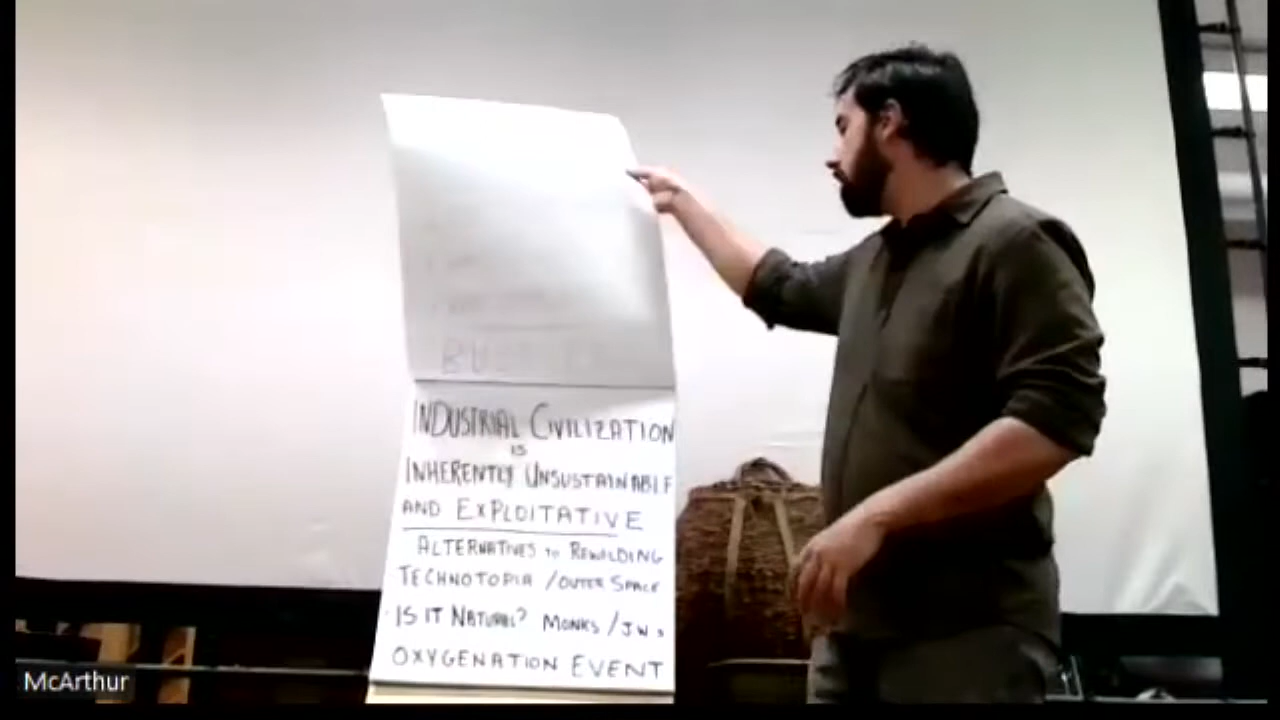 INDUSTRIAL CIVILIZATION
IS
INHERENTLY UNSUSTAINABLE
AND EXPLOITATIVE
ALTERNATIVES TO REWILDING
TECHNOTOPIA / OUTER SPACE
IS IT NATURAL? MONKS / JWs
OXYGENATION EVENT
McArthur